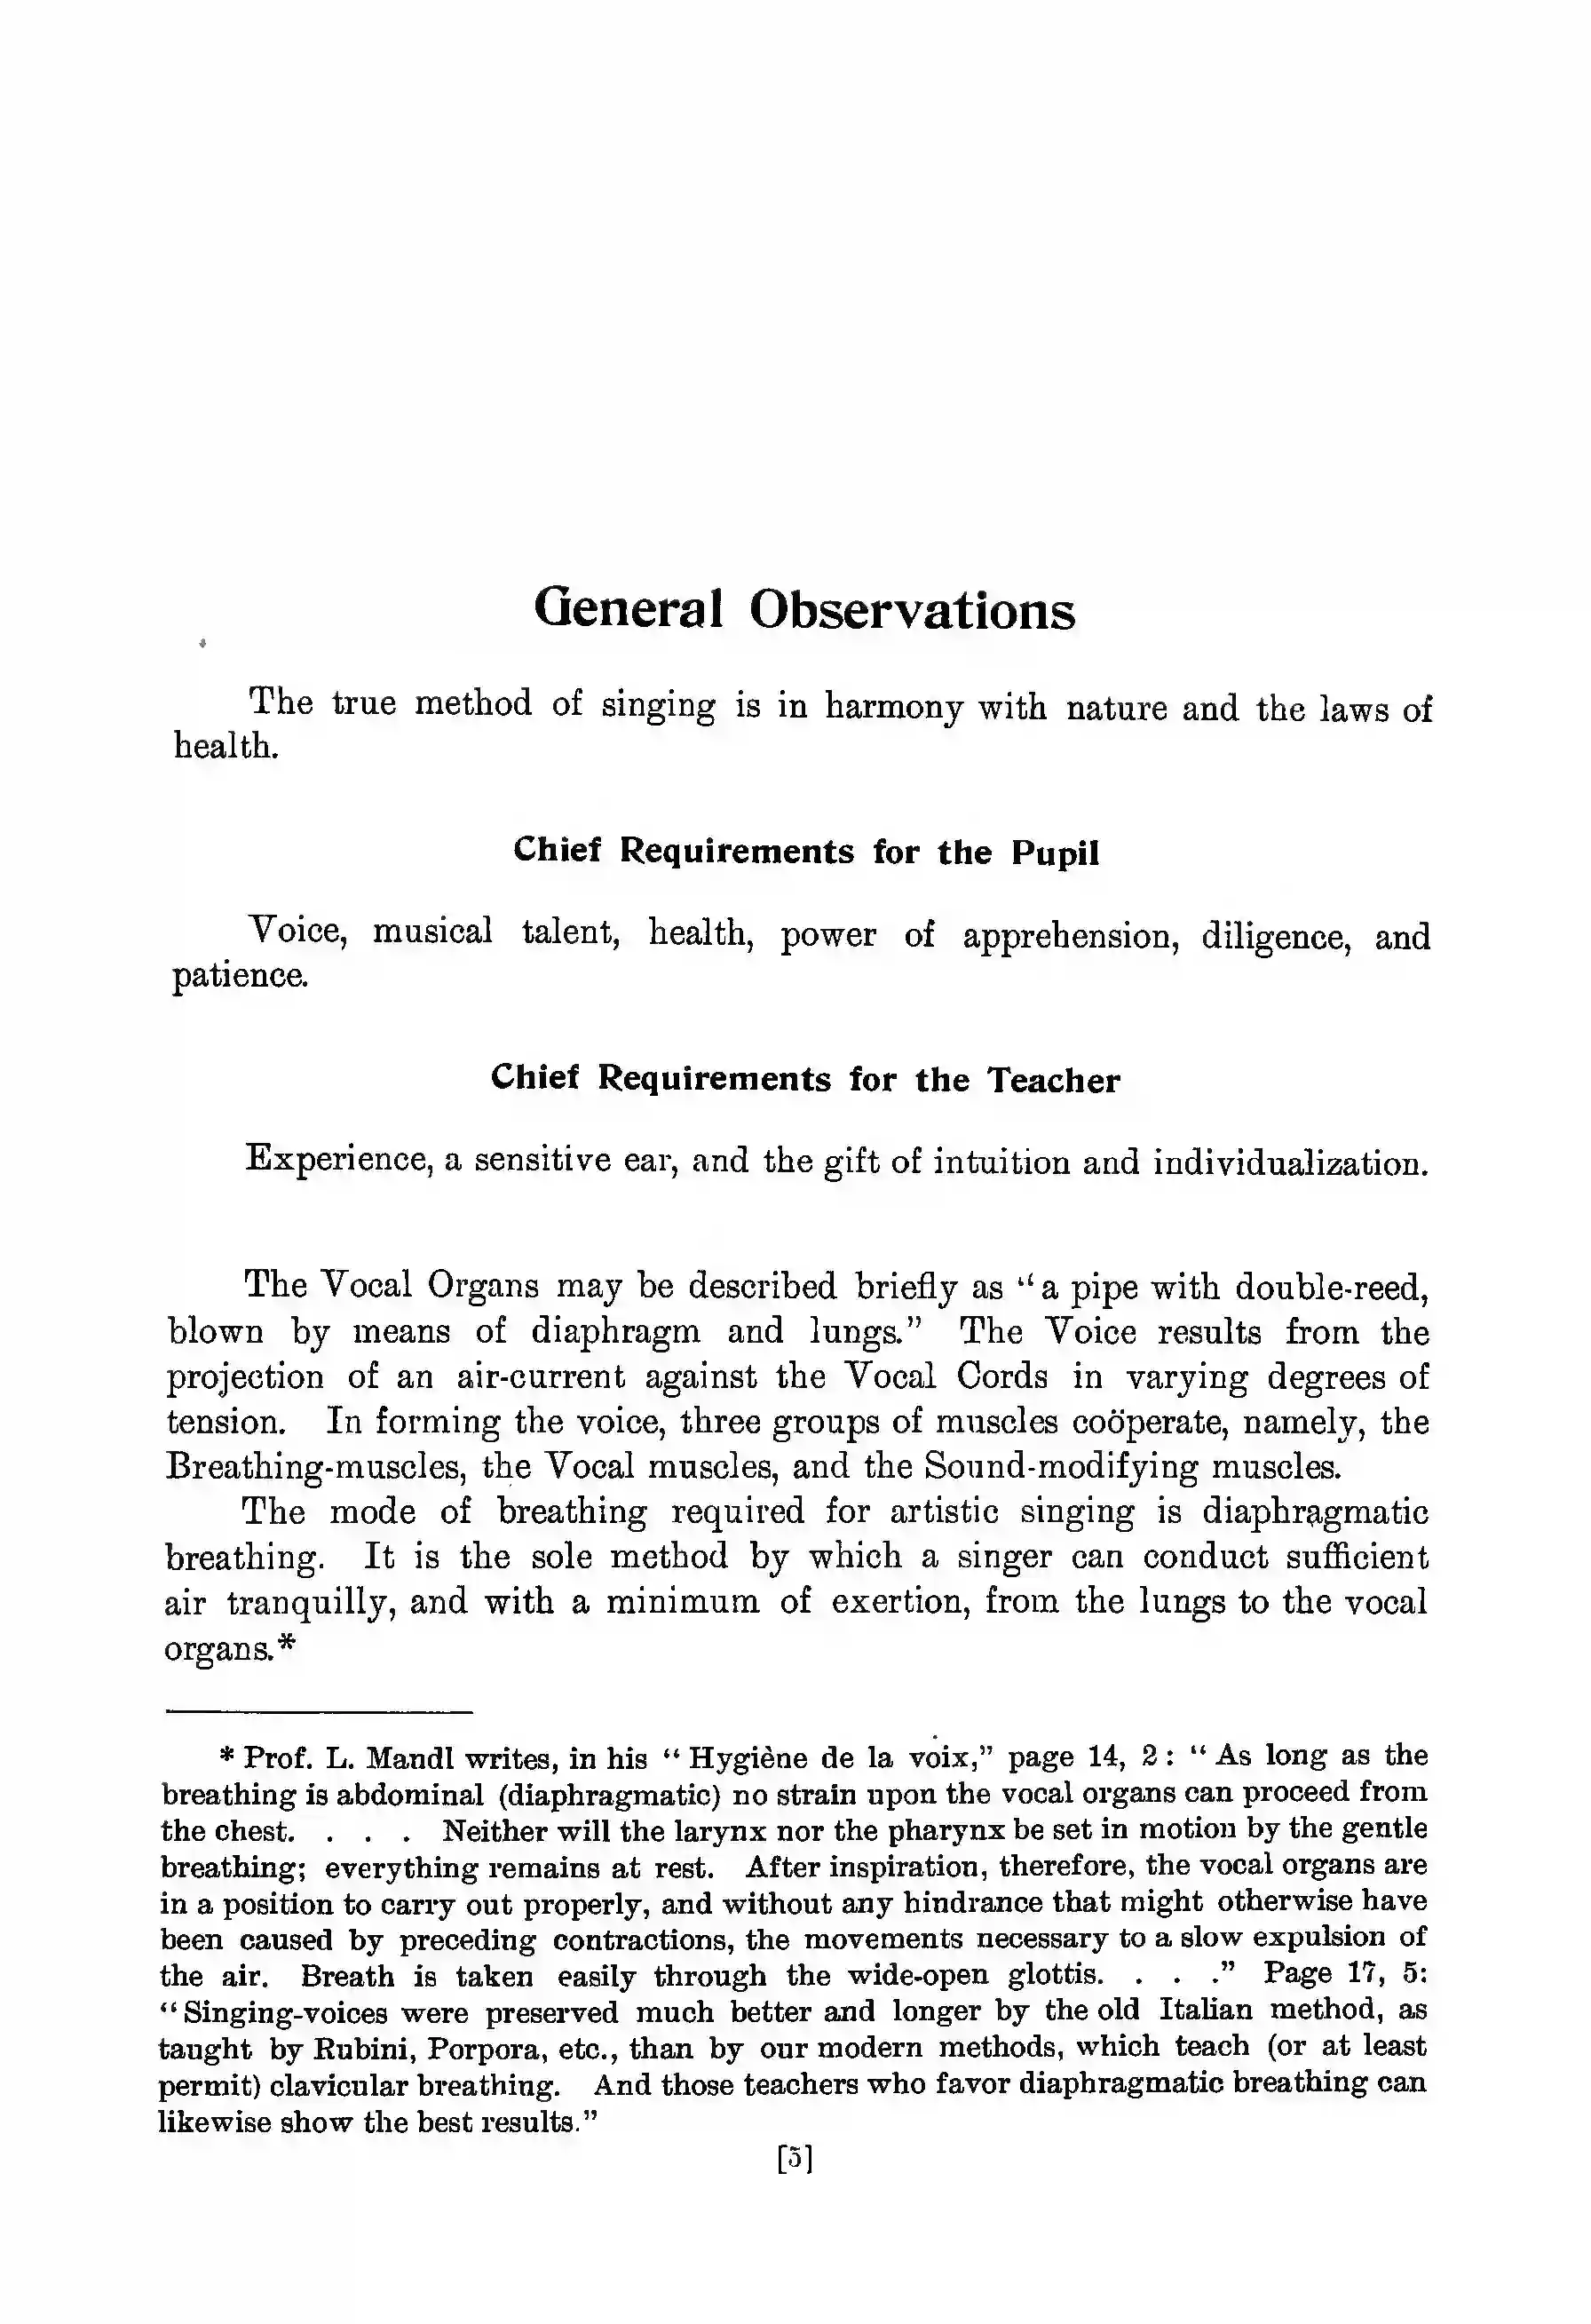 General Observations
The true method of singing is in harmony with nature and the laws of
health.
Chief Requirements for the Pupil
Voice, musical talent, health, power of apprehension, diligence, and
patience.
Chief Requirements for the Teacher
Experience, a sensitive ear, and the gift of intuition and individualization.
The Vocal Organs may be described briefly as “a pipe with double-reed,
blown by means of diaphragm and lungs.” The Voice results from the
projection of an air-current against the Vocal Cords in varying degrees of
tension. In forming the voice, three groups of muscles coöperate, namely, the
Breathing-muscles, the Vocal muscles, and the Sound-modifying muscles.
The mode of breathing required for artistic singing is diaphragmatic
breathing. It is the sole method by which a singer can conduct sufficient
air tranquilly, and with a minimum of exertion, from the lungs to the vocal
organs.*
* Prof. L. Mandl writes, in his “Hygiène de la voix,” page 14, 2: “As long as the
breathing is abdominal (diaphragmatic) no strain upon the vocal organs can proceed from
the chest. . . . Neither will the larynx nor the pharynx be set in motion by the gentle
breathing; everything remains at rest. After inspiration, therefore, the vocal organs are
in a position to carry out properly, and without any hindrance that might otherwise have
been caused by preceding contractions, the movements necessary to a slow expulsion of
the air. Breath is taken easily through the wide-open glottis. . . .” Page 17, 5:
“Singing-voices were preserved much better and longer by the old Italian method, as
taught by Rubini, Porpora, etc., than by our modern methods, which teach (or at least
permit) clavicular breathing. And those teachers who favor diaphragmatic breathing can
likewise show the best results.”
[5]